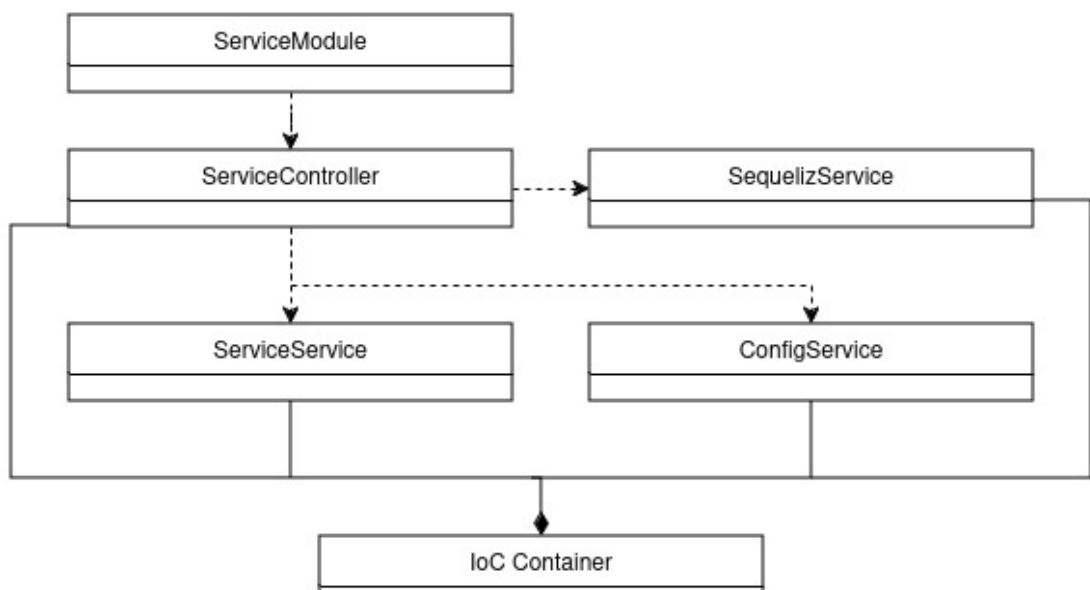 ServiceModule
ServiceController
SequelizService
ServiceService
ConfigService
IoC Container